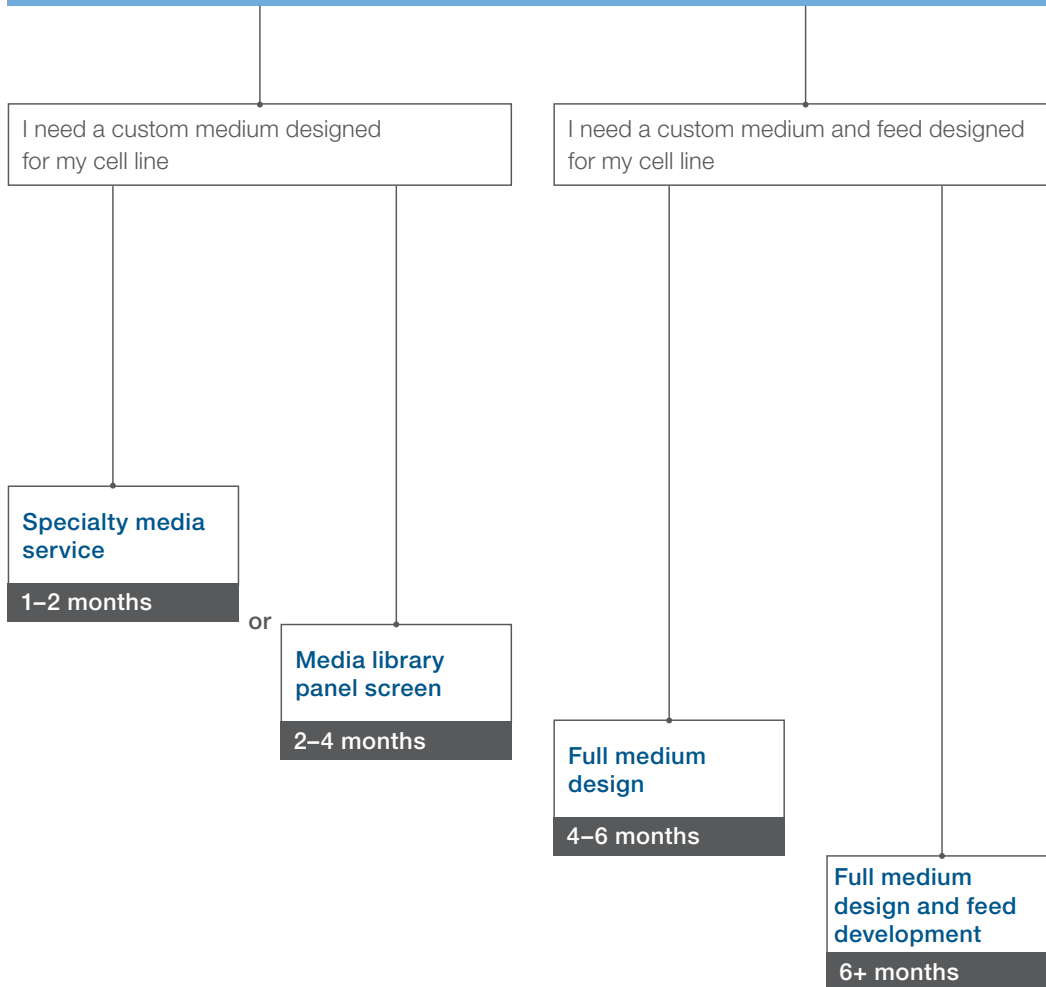 I need a custom medium designed
for my cell line
I need a custom medium and feed designed
for my cell line
Specialty media
service
1–2 months
or
Media library
panel screen
2–4 months
Full medium
design
4–6 months
Full medium
design and feed
development
6+ months